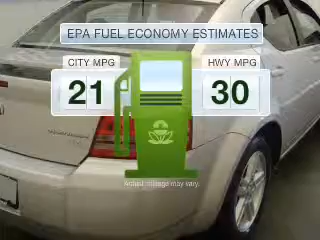 EPA FUEL ECONOMY ESTIMATES
CITY MPG
HWY MPG
21
30
Actual mileage may vary.